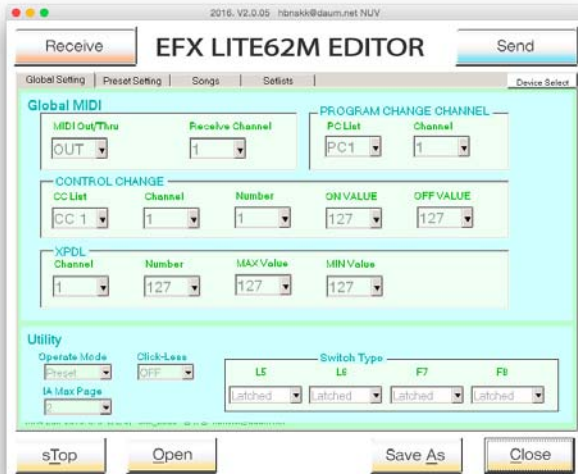 2016. V2.0.05 hbnakk@daum.net NUV
Receive
EFX LITE62M EDITOR
Send
Global Setting
Preset Setting
Songs
Setlists
Device Select
Global MIDI
MIDI Out/Thru
Receive Channel
OUT
1
PROGRAM CHANGE CHANNEL
PC List
Channel
PC1
1
CONTROL CHANGE
CC List
Channel
Number
ON VALUE
OFF VALUE
CC 1
1
1
127
127
XPDL
Channel
Number
MAX Value
MIN Value
1
127
127
127
Utility
Operate Mode
Click-Less
Preset
OFF
IA Max Page
2
Switch Type
L5
L6
F7
F8
Latched
Latched
Latched
Latched
sTop
Open
Save As
Close